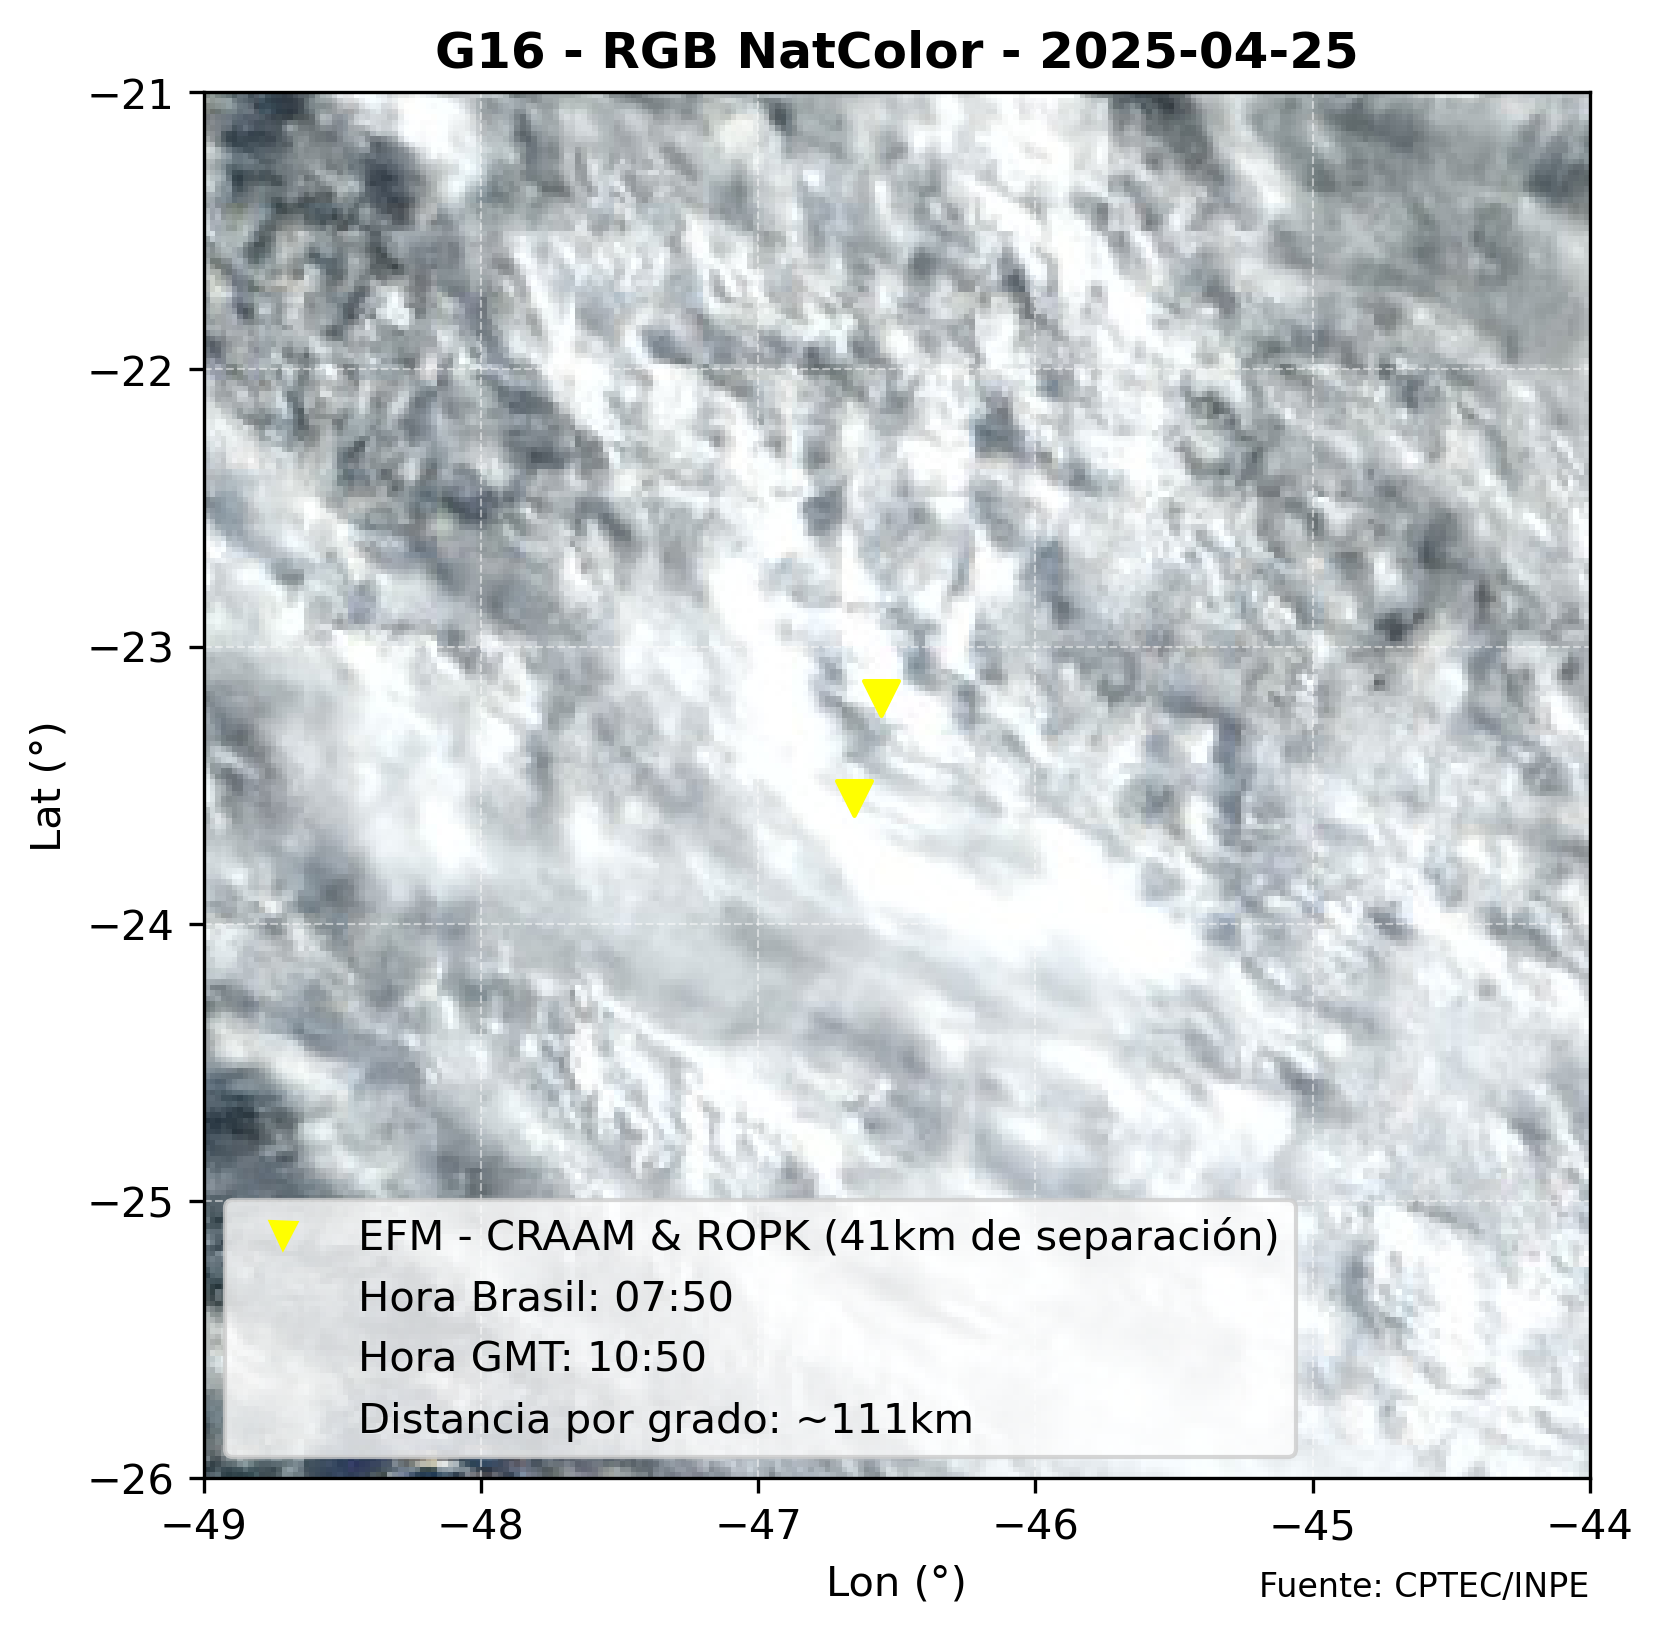 G16 - RGB NatColor - 2025-04-25
−21
−22
−23
−24
−25
−26
Lat (°)
EFM - CRAAM & ROPK (41km de separación)
Hora Brasil: 07:50
Hora GMT: 10:50
Distancia por grado: ~111km
−49 −48 −47 −46 −45 −44
Lon (°)
Fuente: CPTEC/INPE